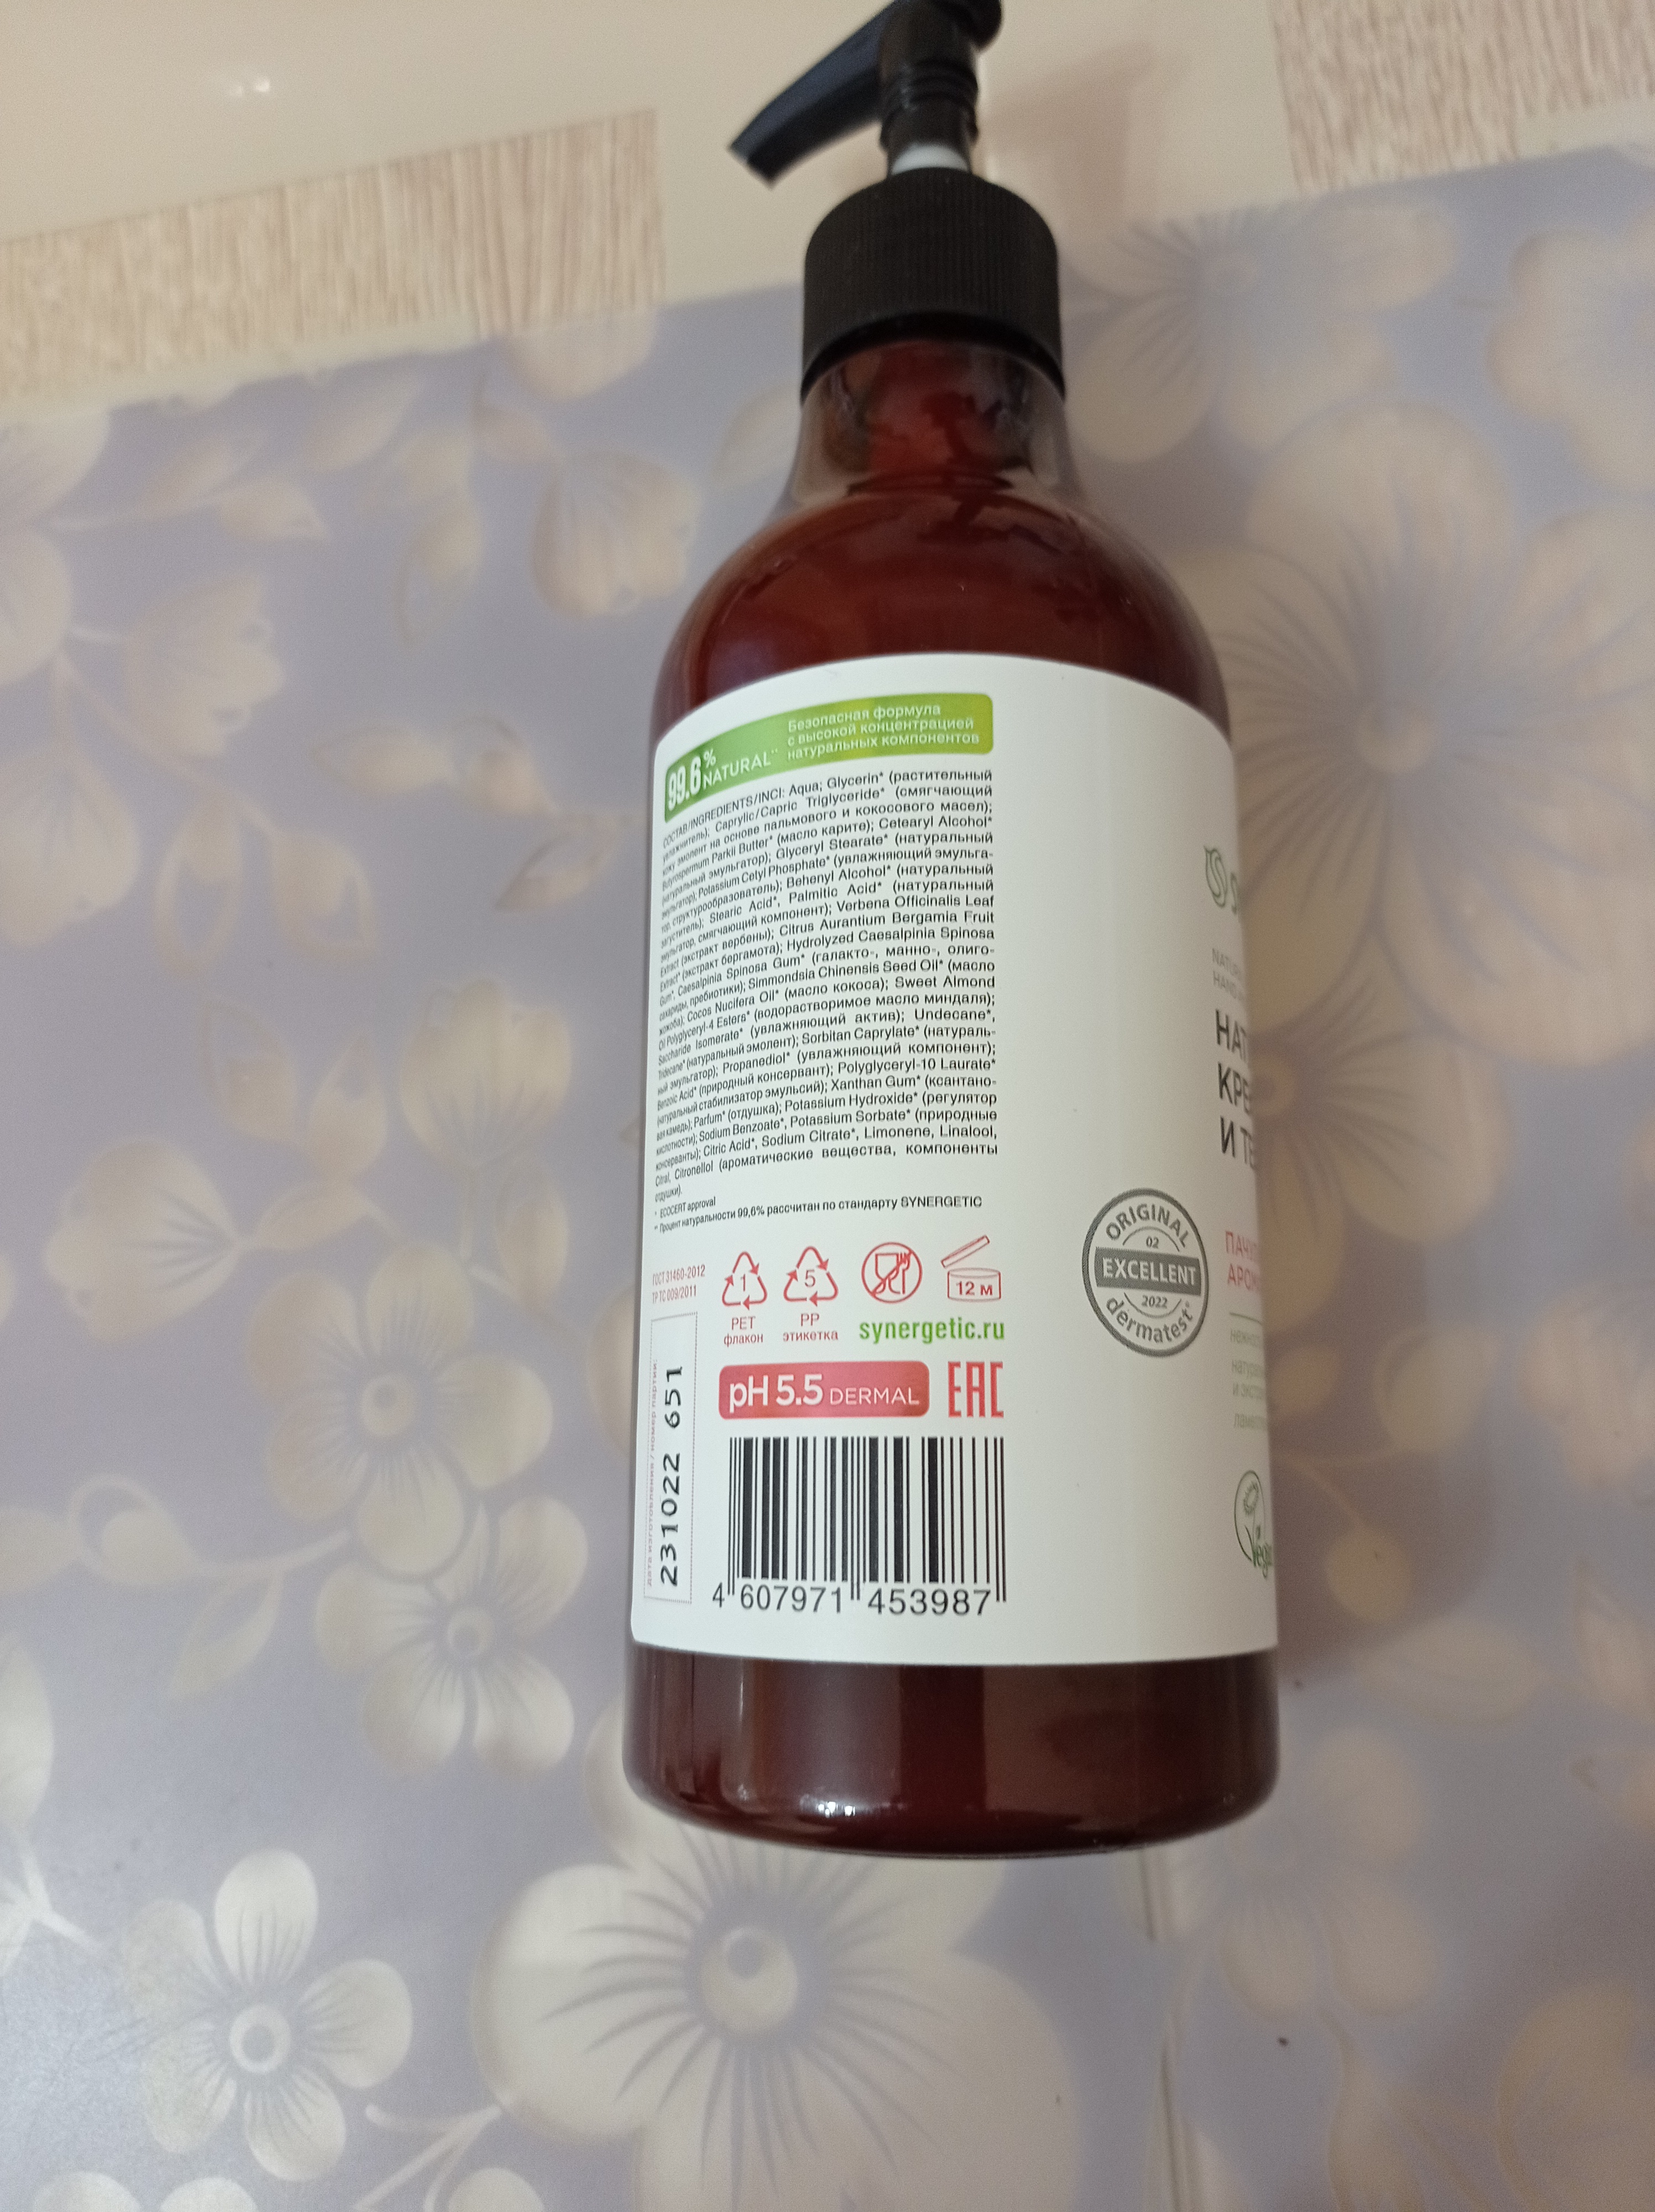 99.6% NATURAL**
Безопасная формула
с высокой концентрацией
натуральных компонентов
СОСТАВ/INGREDIENTS/INCI: Aqua; Glycerin* (растительный
увлажнитель); Caprylic/Capric Triglyceride* (смягчающий
кожу эмолент на основе пальмового и кокосового масел);
Butyrospermum Parkii Butter* (масло карите); Cetearyl Alcohol*
(натуральный эмульгатор); Glyceryl Stearate* (натуральный
эмульгатор); Potassium Cetyl Phosphate* (увлажняющий эмульга-
тор, структурообразователь); Behenyl Alcohol* (натуральный
загуститель); Stearic Acid*, Palmitic Acid* (натуральный
эмульгатор, смягчающий компонент); Verbena Officinalis Leaf
Extract (экстракт вербены); Citrus Aurantium Bergamia Fruit
Extract* (экстракт бергамота); Hydrolyzed Caesalpinia Spinosa
Gum*; Caesalpinia Spinosa Gum* (галакто-, манно-, олиго-
сахариды, пребиотики); Simmondsia Chinensis Seed Oil* (масло
жожоба); Cocos Nucifera Oil* (масло кокоса); Sweet Almond
Oil Polyglyceryl-4 Esters* (водорастворимое масло миндаля);
Saccharide Isomerate* (увлажняющий актив); Undecane*,
Tridecane* (натуральный эмолент); Sorbitan Caprylate* (натураль-
ный эмульгатор); Propanediol* (увлажняющий компонент);
Benzoic Acid* (природный консервант); Polyglyceryl-10 Laurate*
(натуральный стабилизатор эмульсий); Xanthan Gum* (ксантано-
вая камедь); Parfum* (отдушка); Potassium Hydroxide* (регулятор
кислотности); Sodium Benzoate*, Potassium Sorbate* (природные
консерванты); Citric Acid*, Sodium Citrate*, Limonene, Linalool,
Citral, Citronellol (ароматические вещества, компоненты
отдушки).
* ECOCERT approval
** Процент натуральности 99,6% рассчитан по стандарту SYNERGETIC
ГОСТ 31460-2012
ТР ТС 009/2011
1
PET
флакон
5
PP
этикетка
12 м
synergetic.ru
pH 5.5 DERMAL
EAC
дата изготовления / номер партии:
231022 651
4 607971 453987
ORIGINAL
02
EXCELLENT
2022
dermatest®
И